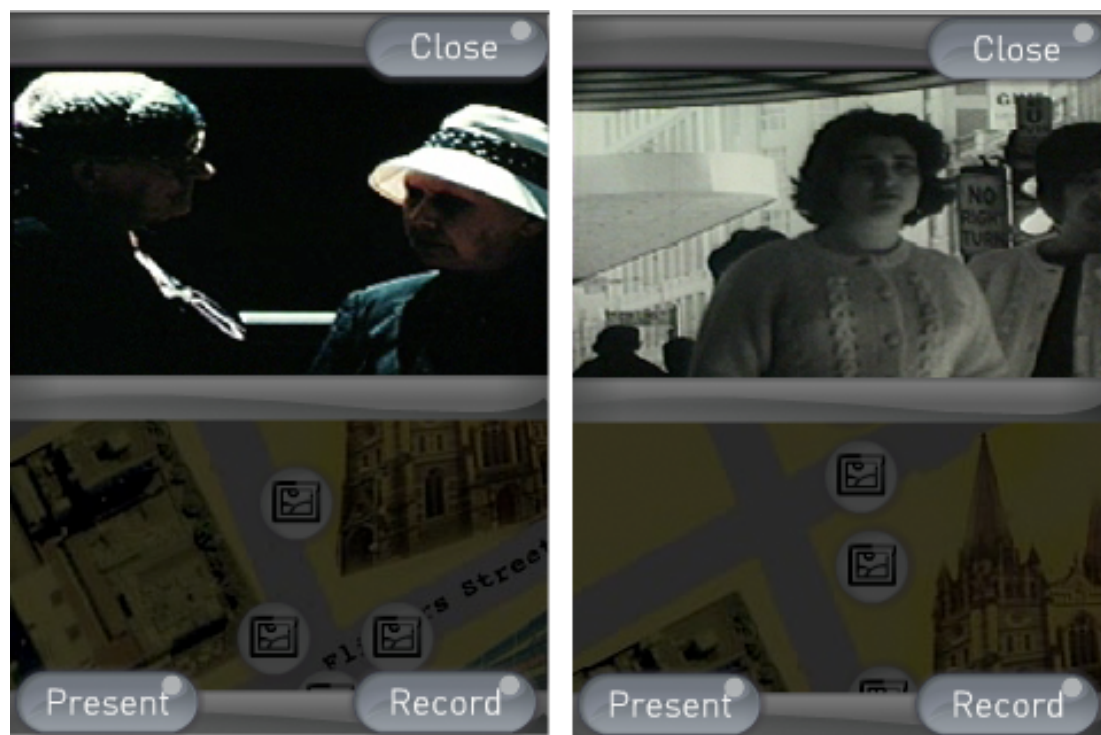 Close
Flinders Street
Present
Record
Close
NO
RIGHT
TURN
Present
Record